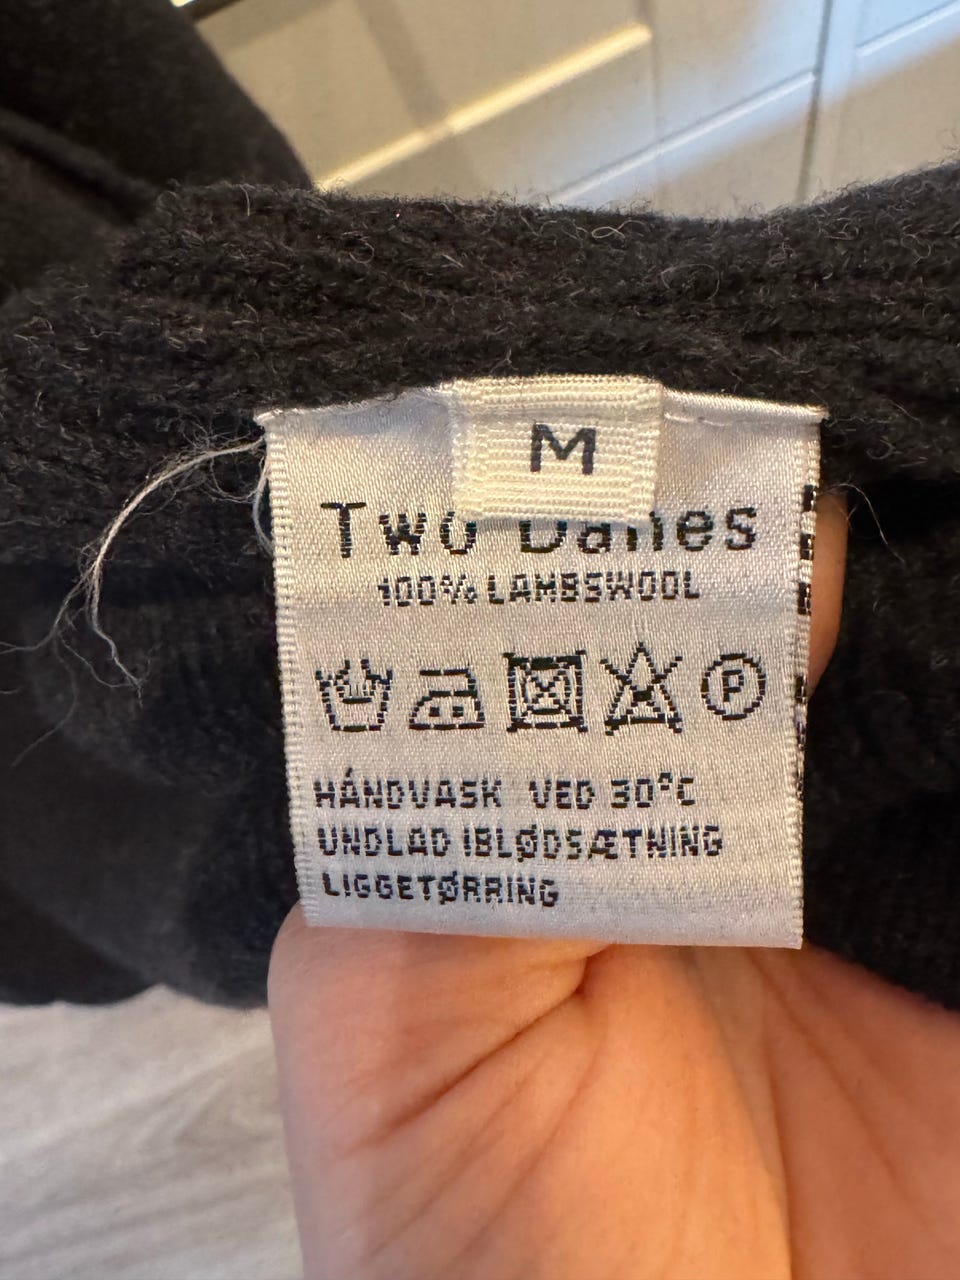 M
Two Danes
100% LAMBSWOOL
P
HÅNDVASK VED 30°C
UNDLAD IBLØDSÆTNING
LIGGETØRRING